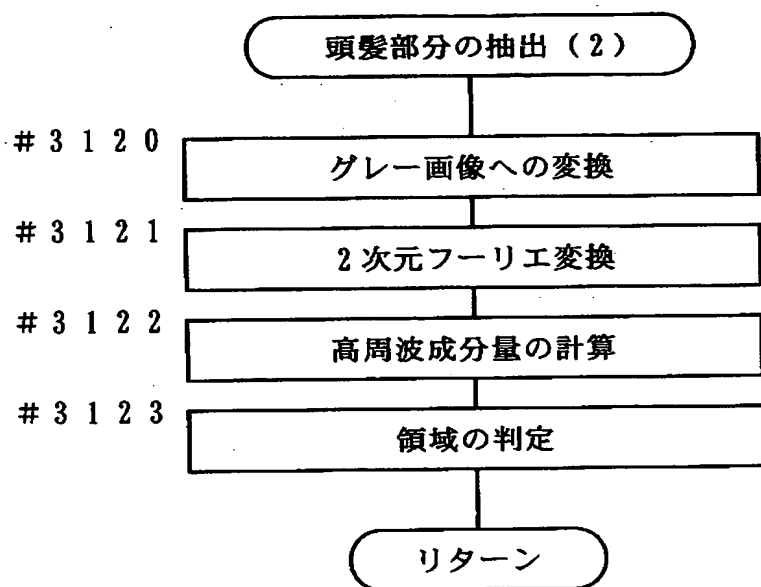 頭髪部分の抽出（2）
#3120
グレー画像への変換
#3121
2次元フーリエ変換
#3122
高周波成分量の計算
#3123
領域の判定
リターン